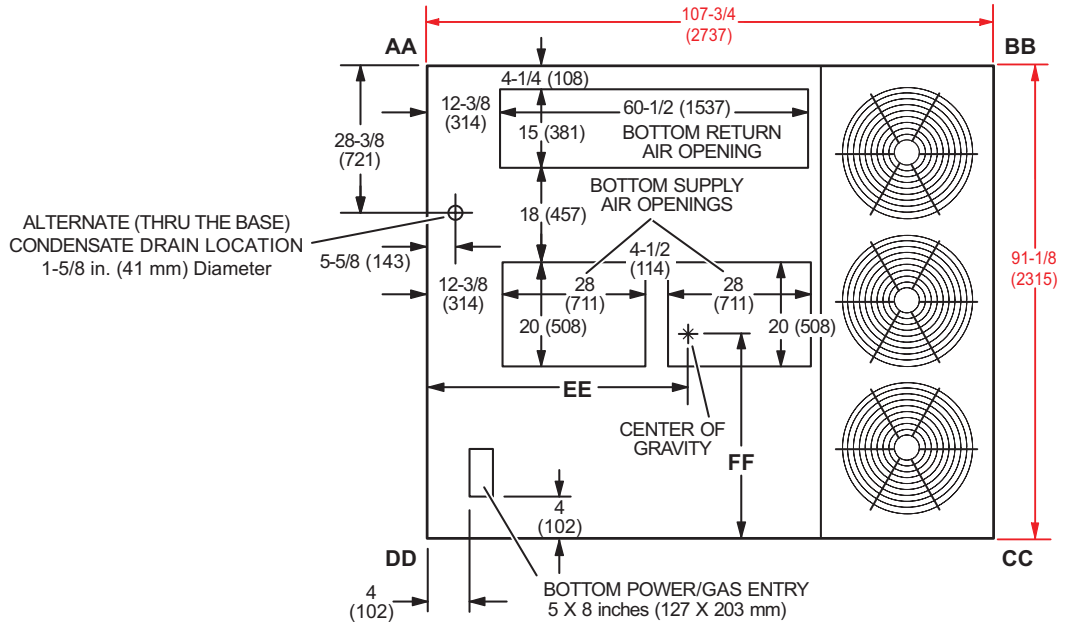 107-3/4
(2737)
AA
BB
4-1/4 (108)
12-3/8
(314)
60-1/2 (1537)
15 (381)
BOTTOM RETURN
AIR OPENING
28-3/8
(721)
BOTTOM SUPPLY
AIR OPENINGS
18 (457)
ALTERNATE (THRU THE BASE)
CONDENSATE DRAIN LOCATION
1-5/8 in. (41 mm) Diameter
5-5/8 (143)
4-1/2
(114)
91-1/8
(2315)
12-3/8
(314)
28
(711)
28
(711)
20 (508)
20 (508)
EE
CENTER OF
GRAVITY
FF
4
(102)
DD
CC
4
(102)
BOTTOM POWER/GAS ENTRY
5 X 8 inches (127 X 203 mm)